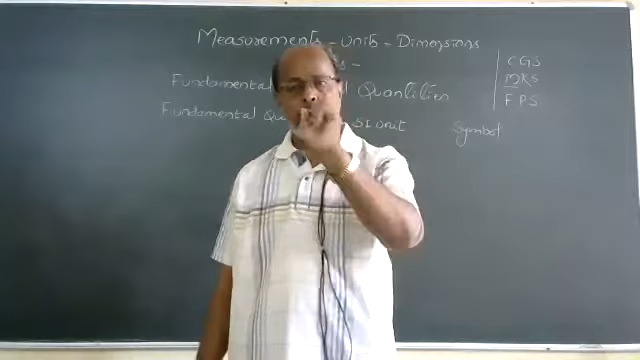 Measurements - Units - Dimensions
Fundamental Quantities
Fundamental SI Unit Symbol
CGS
MKS
FPS